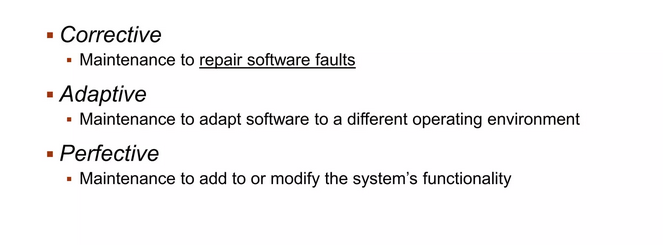 Corrective
Maintenance to repair software faults
Adaptive
Maintenance to adapt software to a different operating environment
Perfective
Maintenance to add to or modify the system's functionality